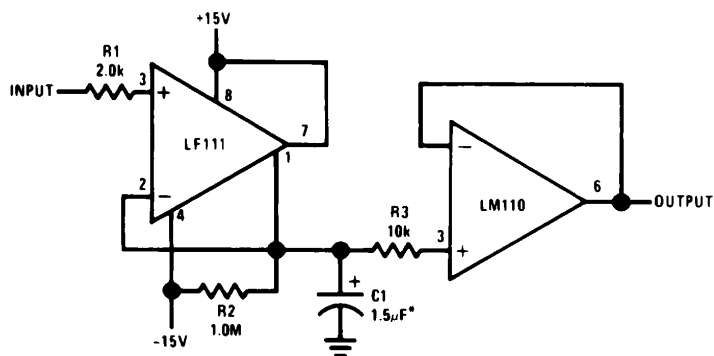 +15V
R1
2.0k
INPUT
3
+
8
LF111
7
1
2
−
4
R2
1.0M
-15V
+
C1
1.5μF*
R3
10k
3
+
−
LM110
6
OUTPUT